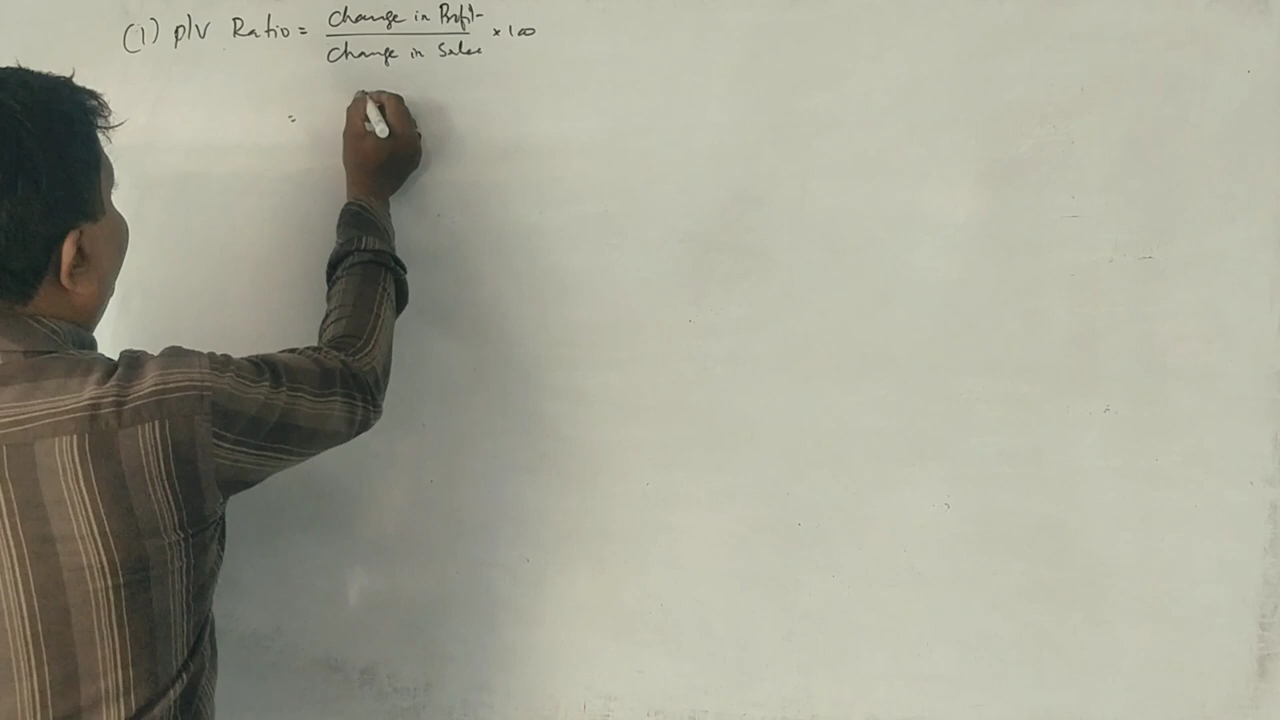 (1) P/V Ratio = Change in Profit / Change in Sales × 100
=